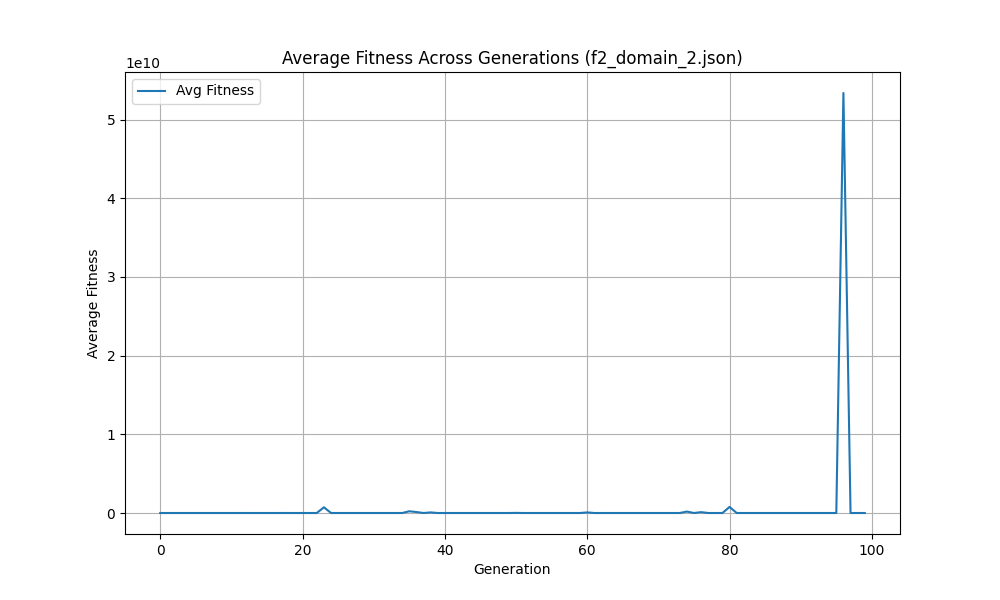 Average Fitness Across Generations (f2_domain_2.json)
1e10
Avg Fitness
5
4
3
2
1
0
Average Fitness
0 20 40 60 80 100
Generation